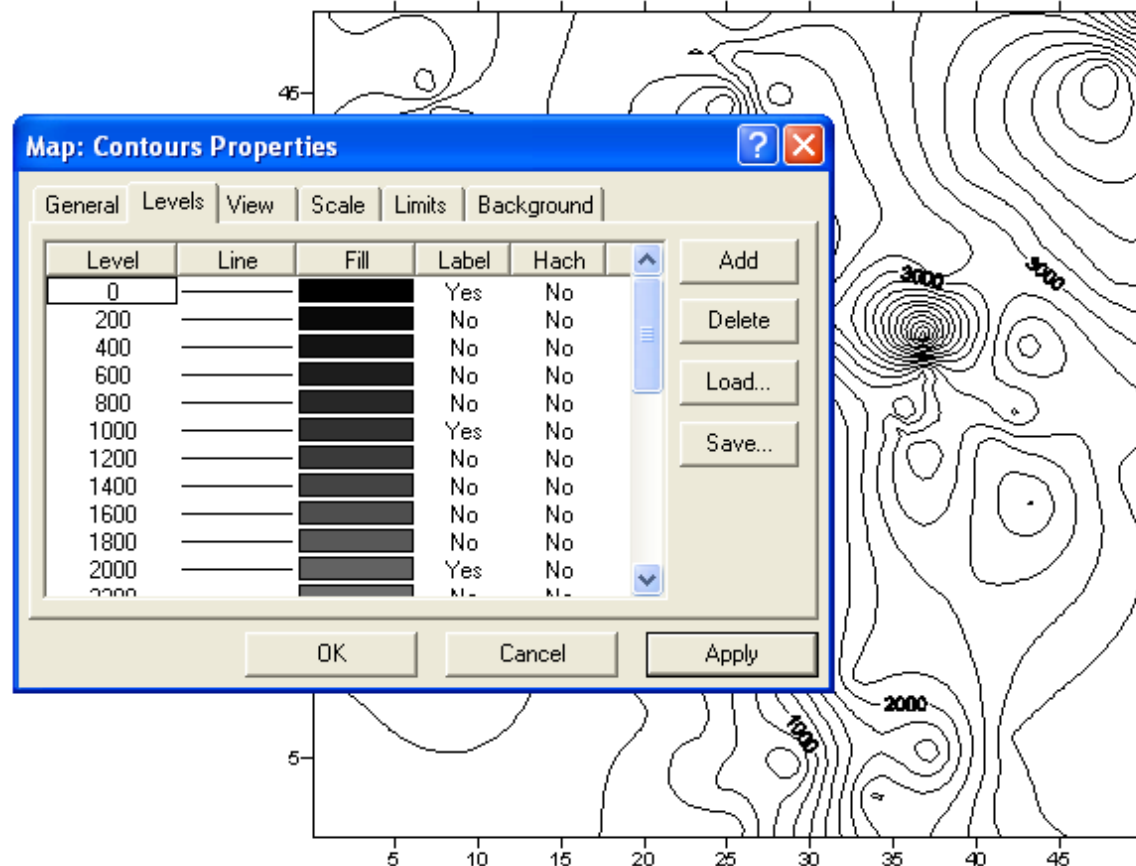 45
Map: Contours Properties
General Levels View Scale Limits Background
Level Line Fill Label Hach
0 Yes No
200 No No
400 No No
600 No No
800 No No
1000 Yes No
1200 No No
1400 No No
1600 No No
1800 No No
2000 Yes No
Add
Delete
Load...
Save...
OK Cancel Apply
3000
3000
2000
1000
5
5 10 15 20 25 30 35 40 45